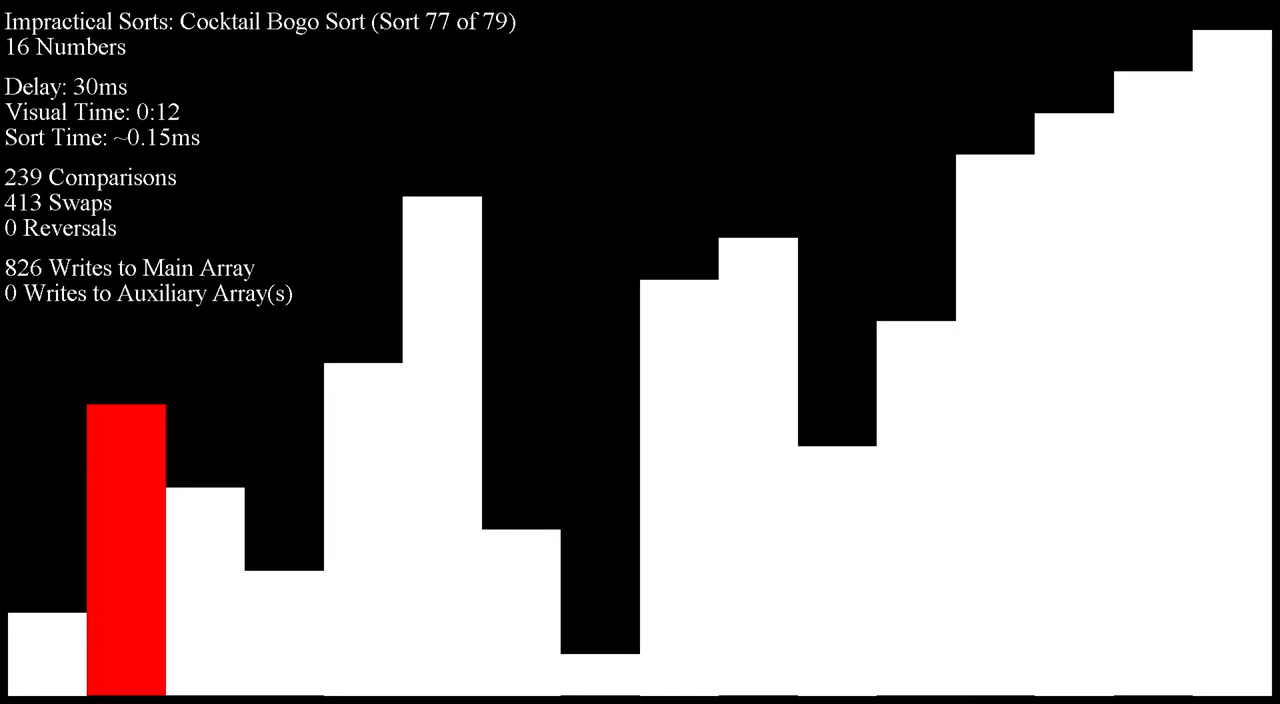 Impractical Sorts: Cocktail Bogo Sort (Sort 77 of 79)
16 Numbers
Delay: 30ms
Visual Time: 0:12
Sort Time: ~0.15ms
239 Comparisons
413 Swaps
0 Reversals
826 Writes to Main Array
0 Writes to Auxiliary Array(s)